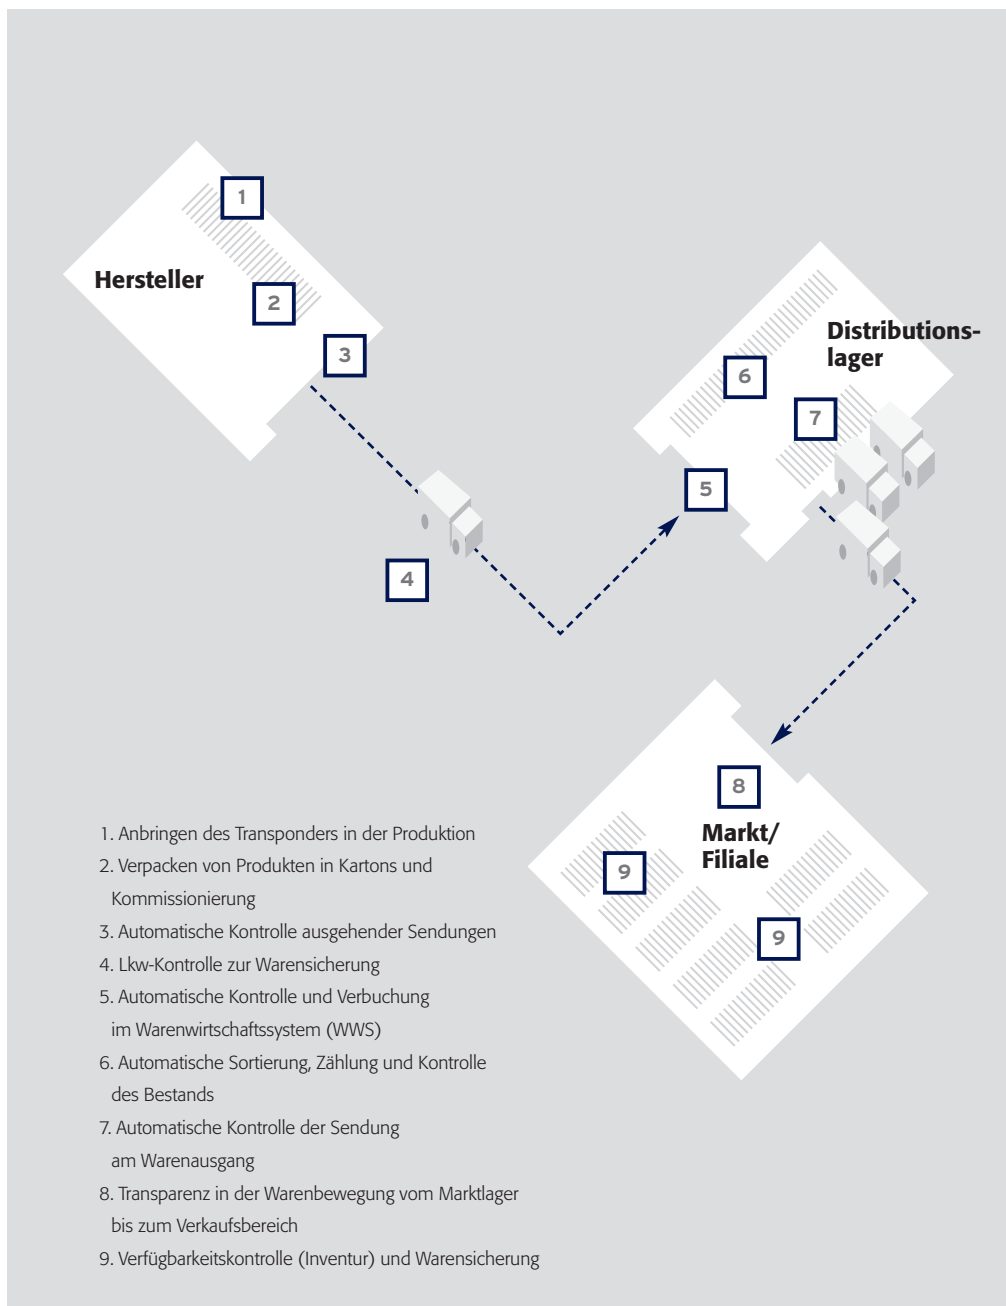 1
Hersteller
2
3
Distributions-
lager
6
7
5
4
8
Markt/
Filiale
9
9
1. Anbringen des Transponders in der Produktion
2. Verpacken von Produkten in Kartons und
Kommissionierung
3. Automatische Kontrolle ausgehender Sendungen
4. Lkw-Kontrolle zur Warensicherung
5. Automatische Kontrolle und Verbuchung
im Warenwirtschaftssystem (WWS)
6. Automatische Sortierung, Zählung und Kontrolle
des Bestands
7. Automatische Kontrolle der Sendung
am Warenausgang
8. Transparenz in der Warenbewegung vom Marktlager
bis zum Verkaufsbereich
9. Verfügbarkeitskontrolle (Inventur) und Warensicherung